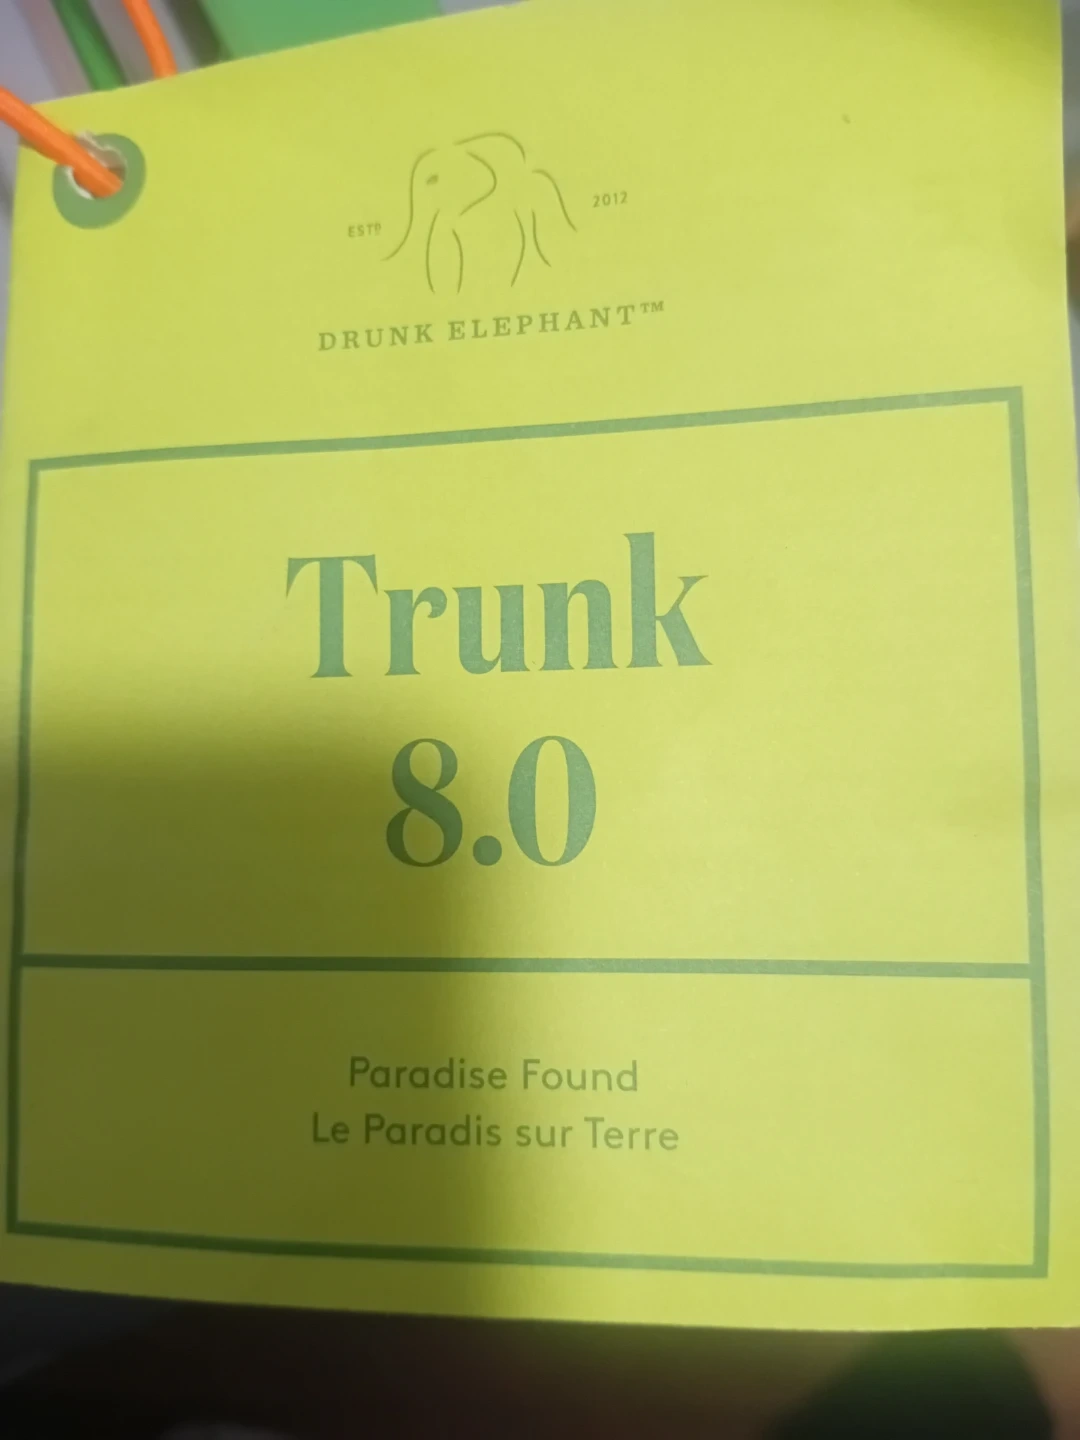 ESTD 2012
DRUNK ELEPHANT™
Trunk
8.0
Paradise Found
Le Paradis sur Terre